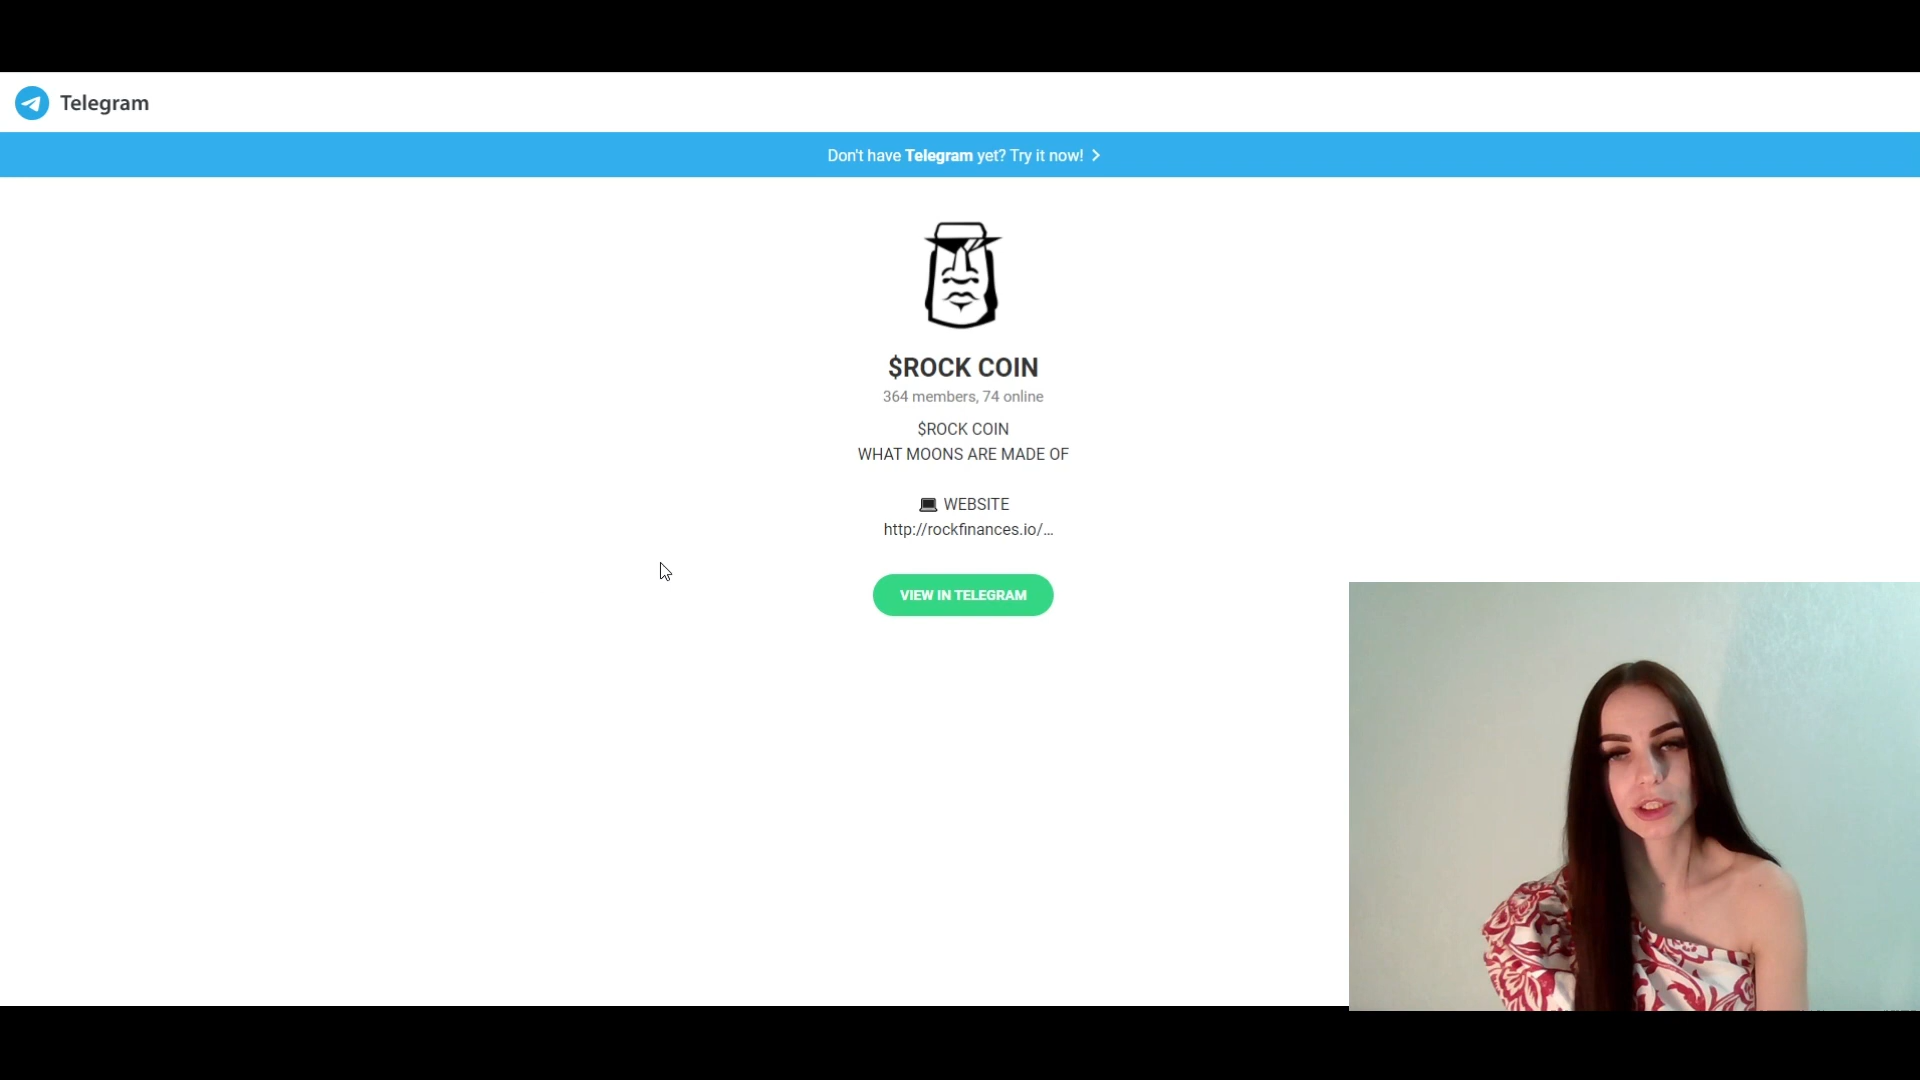 Telegram
Don't have Telegram yet? Try it now!
$ROCK COIN
364 members, 74 online
$ROCK COIN
WHAT MOONS ARE MADE OF
WEBSITE
http://rockfinances.io/...
VIEW IN TELEGRAM